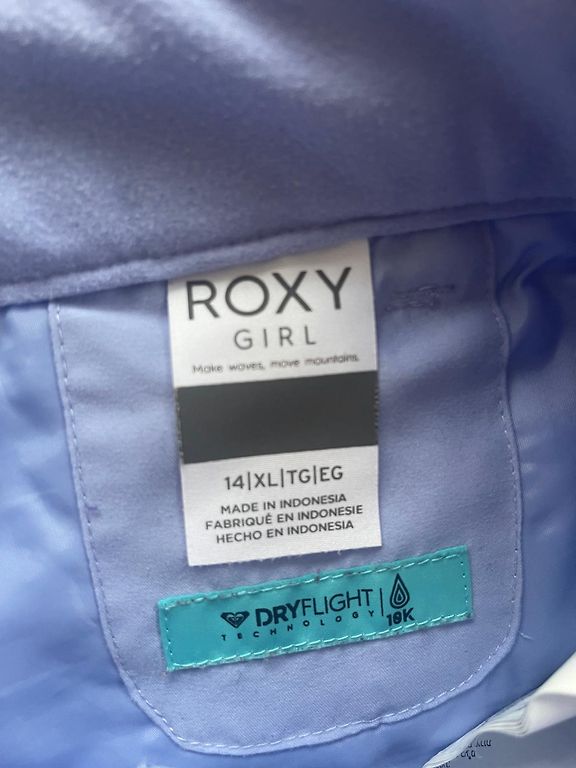 ROXY
GIRL
Make waves, move mountains.
14|XL|TG|EG
MADE IN INDONESIA
FABRIQUÉ EN INDONESIE
HECHO EN INDONESIA
DRYFLIGHT
TECHNOLOGY
10K